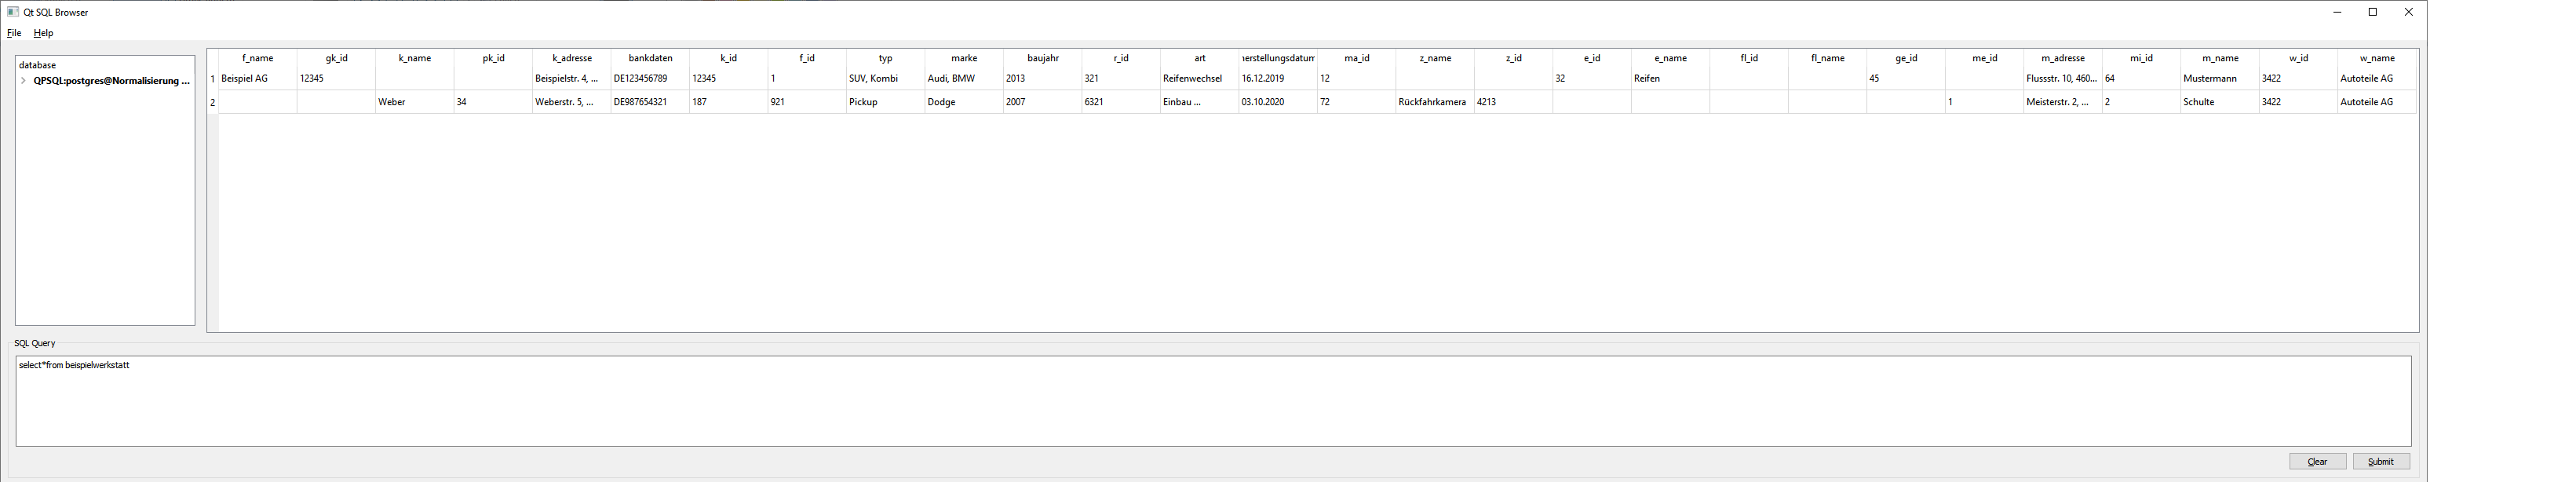 Qt SQL Browser
File Help
database
QPSQL:postgres@Normalisierung ...
f_name gk_id k_name pk_id k_adresse bankdaten k_id f_id typ marke baujahr r_id art herstellungsdatum ma_id z_name z_id e_id e_name fl_id fl_name ge_id me_id m_adresse mi_id m_name w_id w_name
1 Beispiel AG 12345 Beispielstr. 4, ... DE123456789 12345 1 SUV, Kombi Audi, BMW 2013 321 Reifenwechsel 16.12.2019 12 32 Reifen 45 Flussstr. 10, 460... 64 Mustermann 3422 Autoteile AG
2 Weber 34 Weberstr. 5, ... DE987654321 187 921 Pickup Dodge 2007 6321 Einbau ... 03.10.2020 72 Rückfahrkamera 4213 1 Meisterstr. 2, ... 2 Schulte 3422 Autoteile AG
SQL Query
select*from beispielwerkstatt
Clear Submit